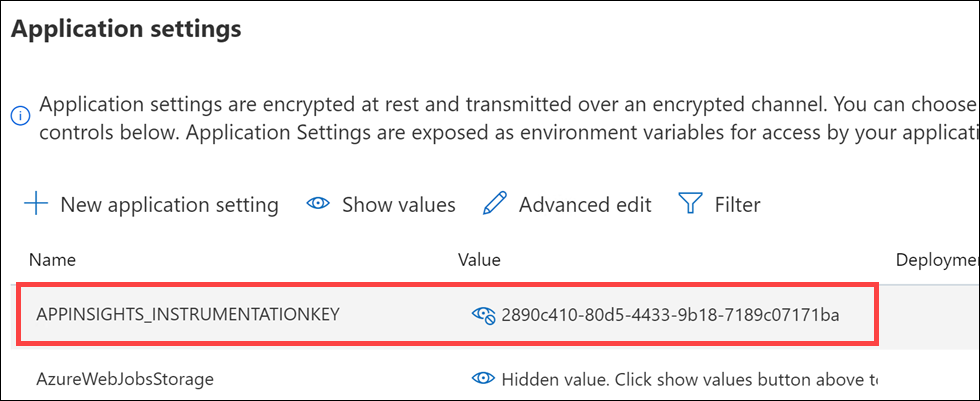 Application settings
Application settings are encrypted at rest and transmitted over an encrypted channel. You can choose
controls below. Application Settings are exposed as environment variables for access by your applicati
New application setting Show values Advanced edit Filter
Name Value Deployme
APPINSIGHTS_INSTRUMENTATIONKEY 2890c410-80d5-4433-9b18-7189c07171ba
AzureWebJobsStorage Hidden value. Click show values button above t